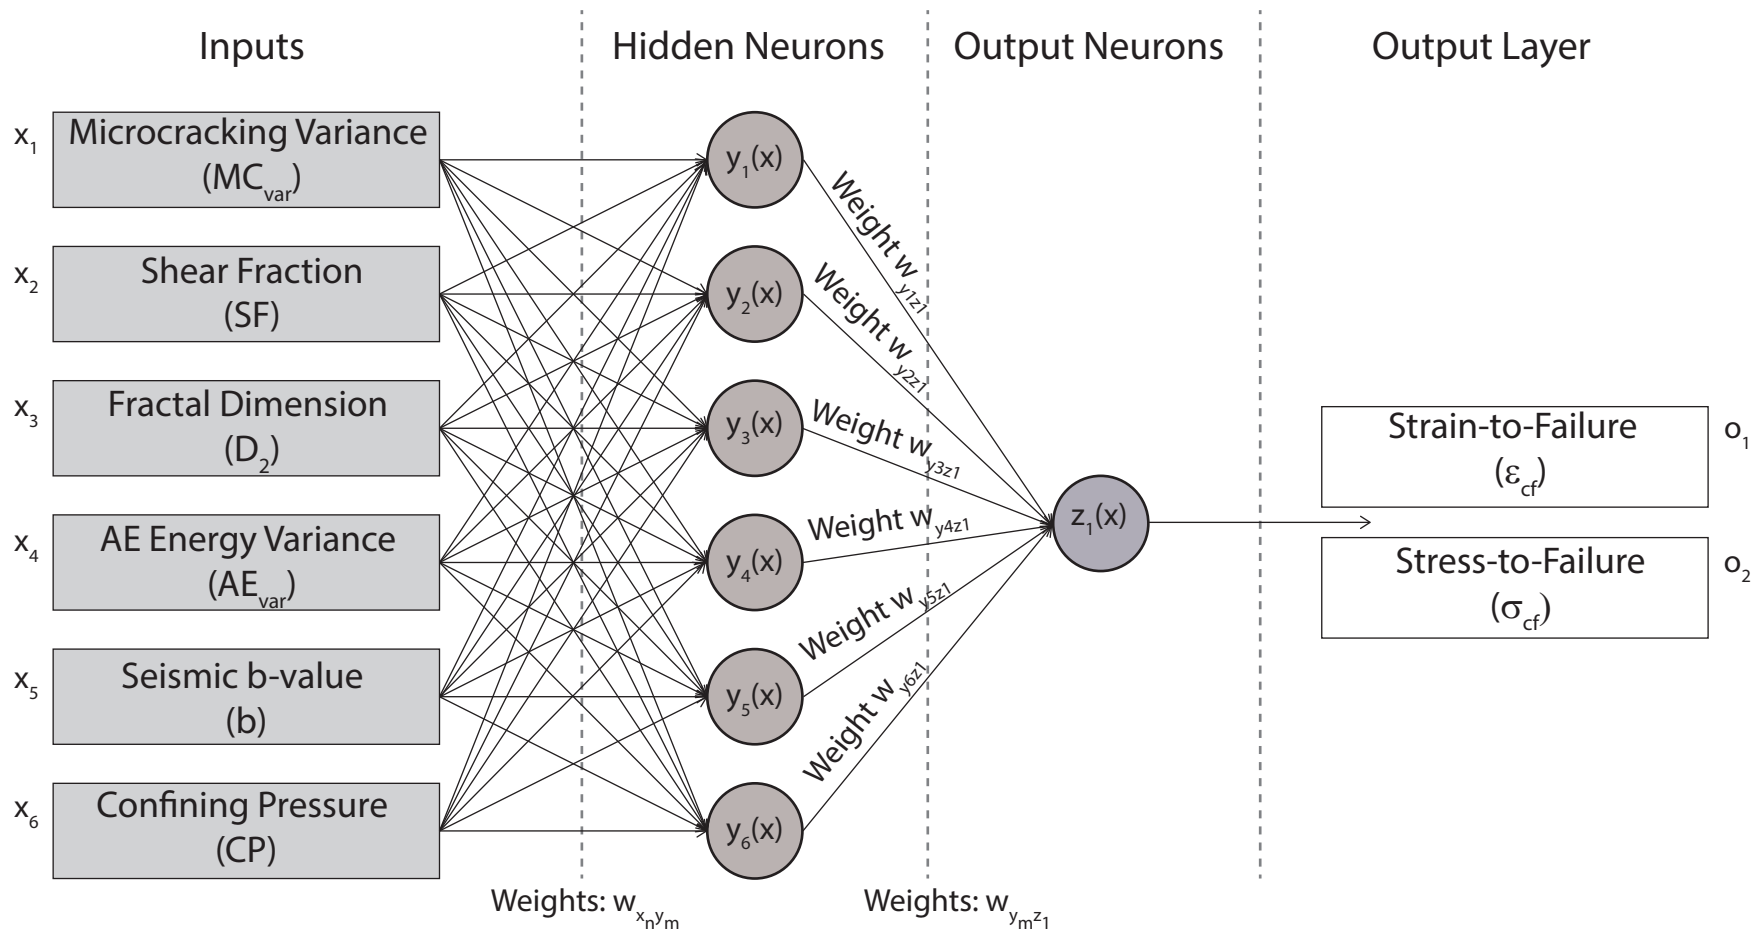 Inputs
Hidden Neurons
Output Neurons
Output Layer
x1
Microcracking Variance
(MCvar)
x2
Shear Fraction
(SF)
x3
Fractal Dimension
(D2)
x4
AE Energy Variance
(AEvar)
x5
Seismic b-value
(b)
x6
Confining Pressure
(CP)
y1(x)
y2(x)
y3(x)
y4(x)
y5(x)
y6(x)
Weight wy1z1
Weight wy2z1
Weight wy3z1
Weight wy4z1
Weight wy5z1
Weight wy6z1
z1(x)
Strain-to-Failure
(εcf)
o1
Stress-to-Failure
(σcf)
o2
Weights: wxnym
Weights: wymz1